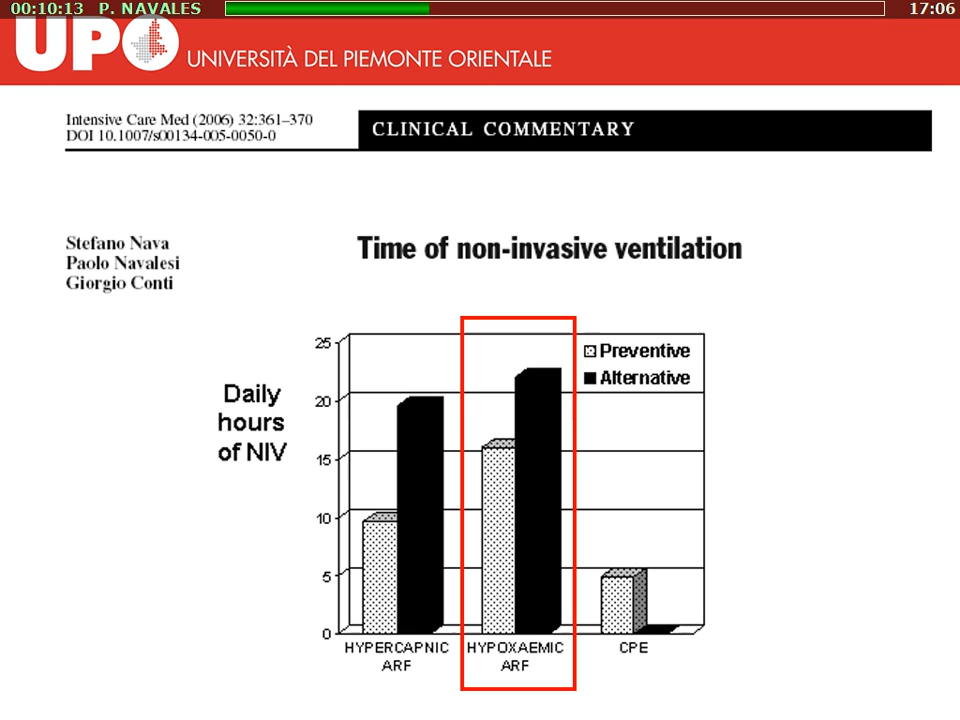 00:10:13 P. NAVALES 17:06
UPO UNIVERSITÀ DEL PIEMONTE ORIENTALE
Intensive Care Med (2006) 32:361–370
DOI 10.1007/s00134-005-0050-0
CLINICAL COMMENTARY
Stefano Nava
Paolo Navalesi
Giorgio Conti
Time of non-invasive ventilation
Daily
hours
of NIV
25
20
15
10
5
0
Preventive
Alternative
HYPERCAPNIC
ARF
HYPOXAEMIC
ARF
CPE